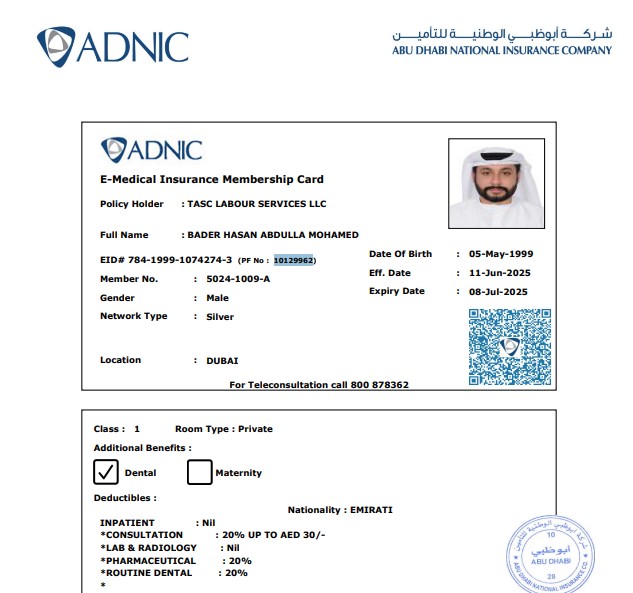 ADNIC
شركة أبوظبي الوطنية للتأمين
ABU DHABI NATIONAL INSURANCE COMPANY
ADNIC
E-Medical Insurance Membership Card
Policy Holder : TASC LABOUR SERVICES LLC
Full Name : BADER HASAN ABDULLA MOHAMED
EID# 784-1999-1074274-3 (PF No : 10129962)
Date Of Birth : 05-May-1999
Member No. : 5024-1009-A
Eff. Date : 11-Jun-2025
Gender : Male
Expiry Date : 08-Jul-2025
Network Type : Silver
Location : DUBAI
For Teleconsultation call 800 878362
Class : 1 Room Type : Private
Additional Benefits :
Dental Maternity
Deductibles :
Nationality : EMIRATI
INPATIENT : Nil
*CONSULTATION : 20% UP TO AED 30/-
*LAB & RADIOLOGY : Nil
*PHARMACEUTICAL : 20%
*ROUTINE DENTAL : 20%
*
شركة أبوظبي الوطنية للتأمين
10
أبوظبي
ABU DHABI
28
ABU DHABI NATIONAL INSURANCE CO.